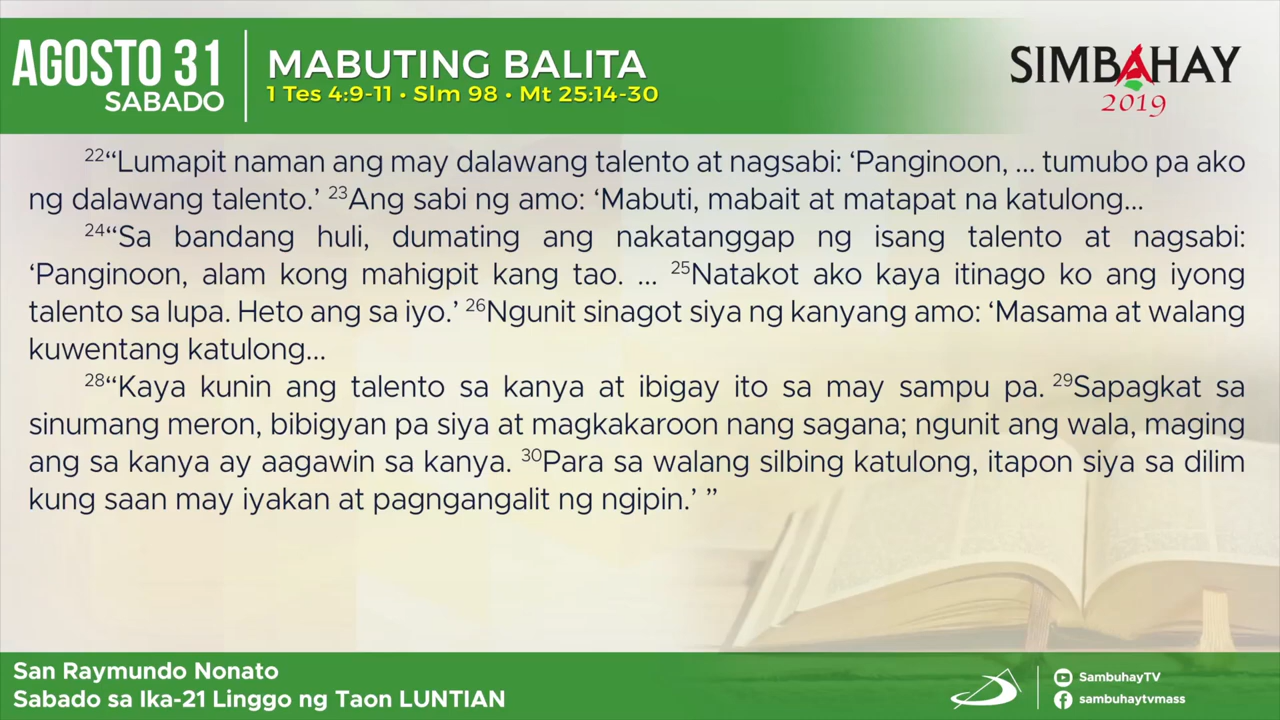 AGOSTO 31
SABADO
MABUTING BALITA
1 Tes 4:9-11 • Slm 98 • Mt 25:14-30
SIMBAHAY
2019
22“Lumapit naman ang may dalawang talento at nagsabi: ‘Panginoon, ... tumubo pa ako
ng dalawang talento.’ 23Ang sabi ng amo: ‘Mabuti, mabait at matapat na katulong...
24“Sa bandang huli, dumating ang nakatanggap ng isang talento at nagsabi:
‘Panginoon, alam kong mahigpit kang tao. ... 25Natakot ako kaya itinago ko ang iyong
talento sa lupa. Heto ang sa iyo.’ 26Ngunit sinagot siya ng kanyang amo: ‘Masama at walang
kuwentang katulong...
28“Kaya kunin ang talento sa kanya at ibigay ito sa may sampu pa. 29Sapagkat sa
sinumang meron, bibigyan pa siya at magkakaroon nang sagana; ngunit ang wala, maging
ang sa kanya ay aagawin sa kanya. 30Para sa walang silbing katulong, itapon siya sa dilim
kung saan may iyakan at pagngangalit ng ngipin.’ ”
San Raymundo Nonato
Sabado sa Ika-21 Linggo ng Taon LUNTIAN
SambuhayTV
sambuhaytvmass